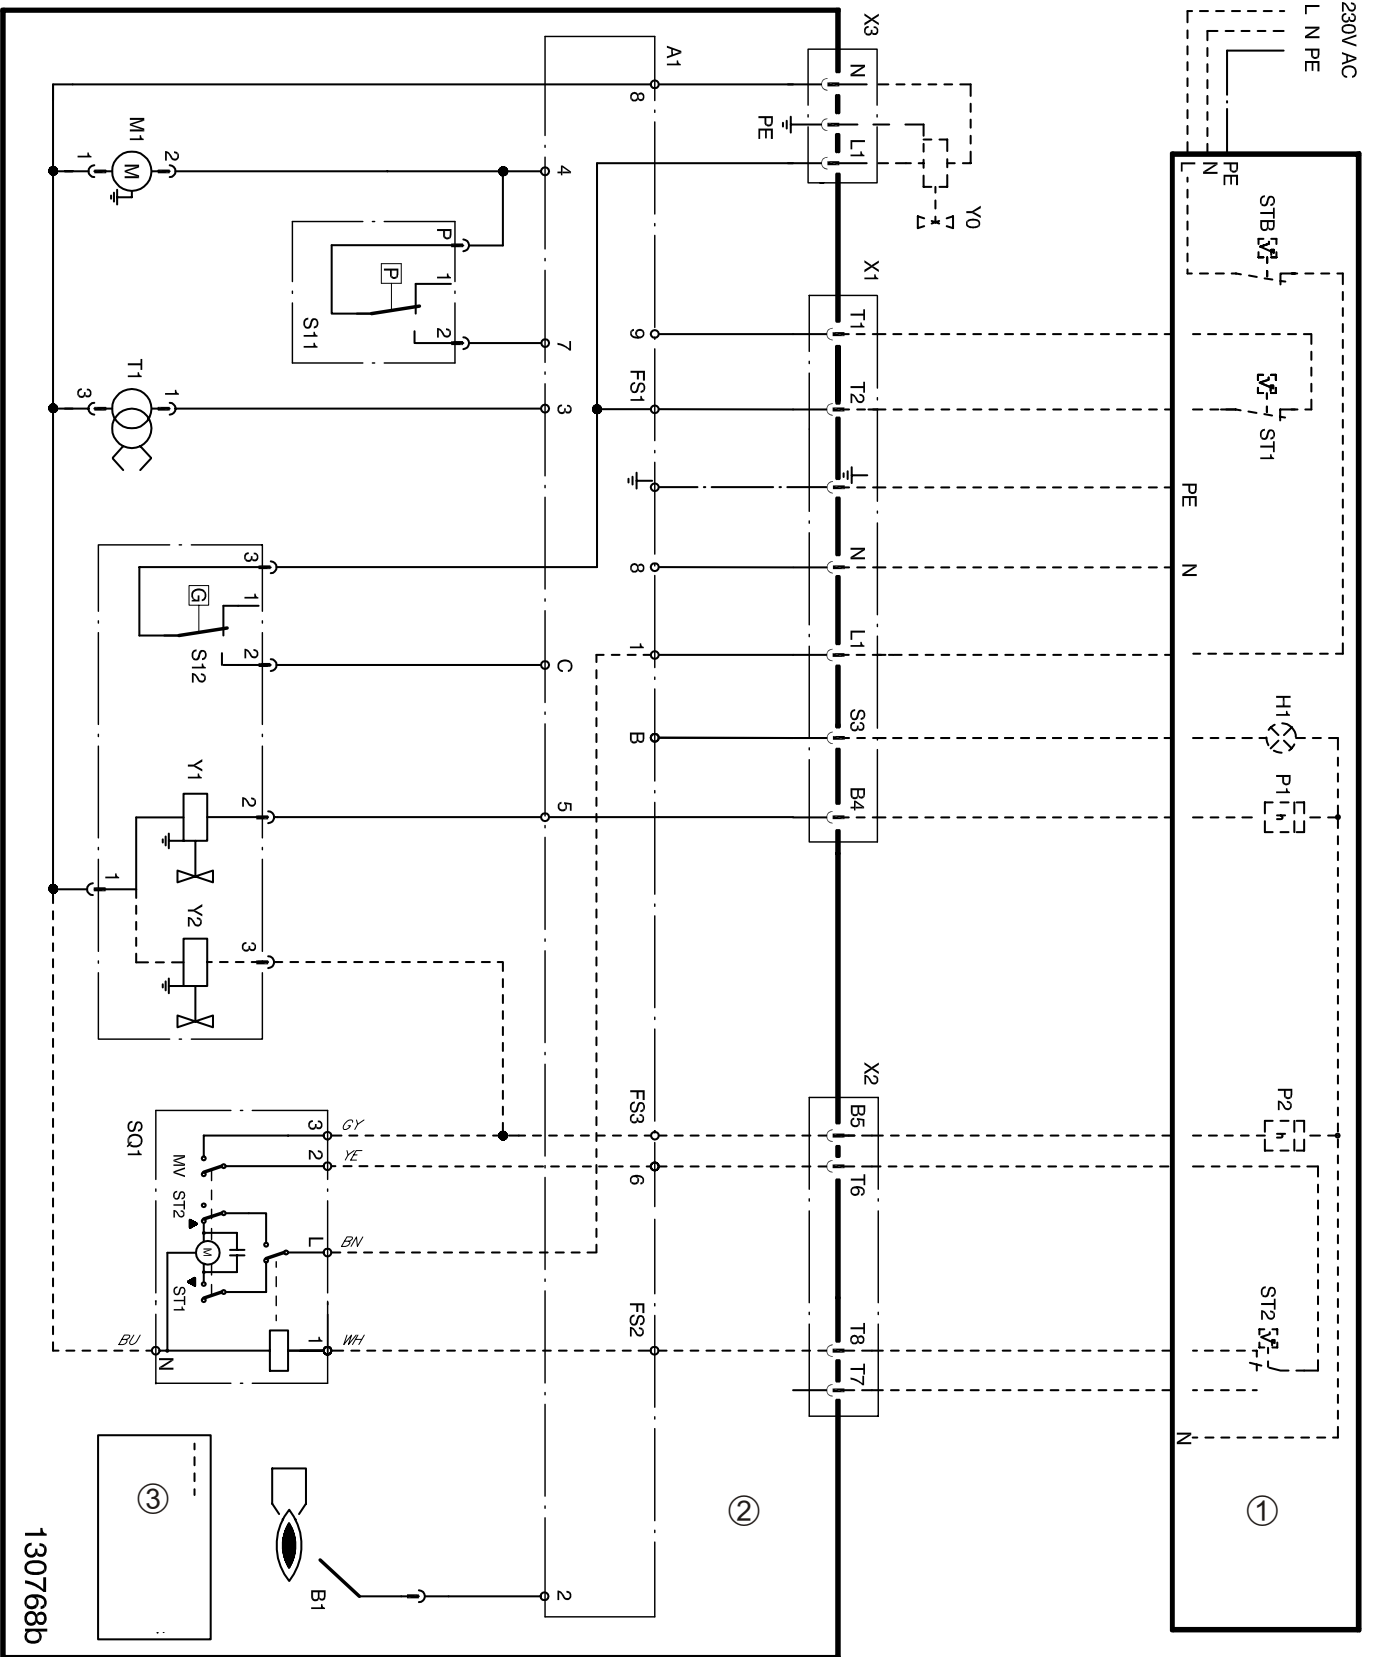 230V AC
L N PE
L
N
PE
STB
ST1
PE
N
H1
P1
P2
ST2
N
1
X3
N
L1
PE
Y0
X1
T1
T2
N
L1
S3
B4
X2
B5
T6
T8
T7
2
A1
8
9
FS1
8
1
B
FS3
6
FS2
4
7
3
C
5
2
M1
1
M
2
P
P
1
2
S11
T1
3
1
3
G
1
2
S12
Y1
2
1
Y2
3
SQ1
3
GY
2
YE
MV
ST2
M
ST1
L
BN
1
WH
BU
N
3
B1
130768b